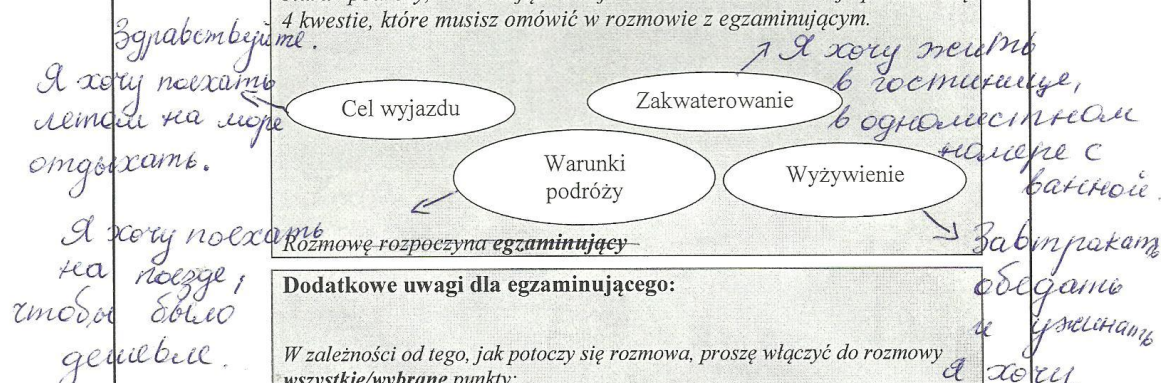 4 kwestie, które musisz omówić w rozmowie z egzaminującym.
Здравствуйте.
Я хочу поехать
летом на море
отдыхать.
Cel wyjazdu
Zakwaterowanie
Я хочу жить
в гостинице,
в одноместном
номере с
ванной.
Warunki
podróży
Wyżywienie
Я хочу поехать
на поезде,
чтобы было
дешевле.
Завтракать
обедать
и ужинать
я хочу
Rozmowę rozpoczyna egzaminujący
Dodatkowe uwagi dla egzaminującego:
W zależności od tego, jak potoczy się rozmowa, proszę włączyć do rozmowy
wszystkie/wybrane punkty: